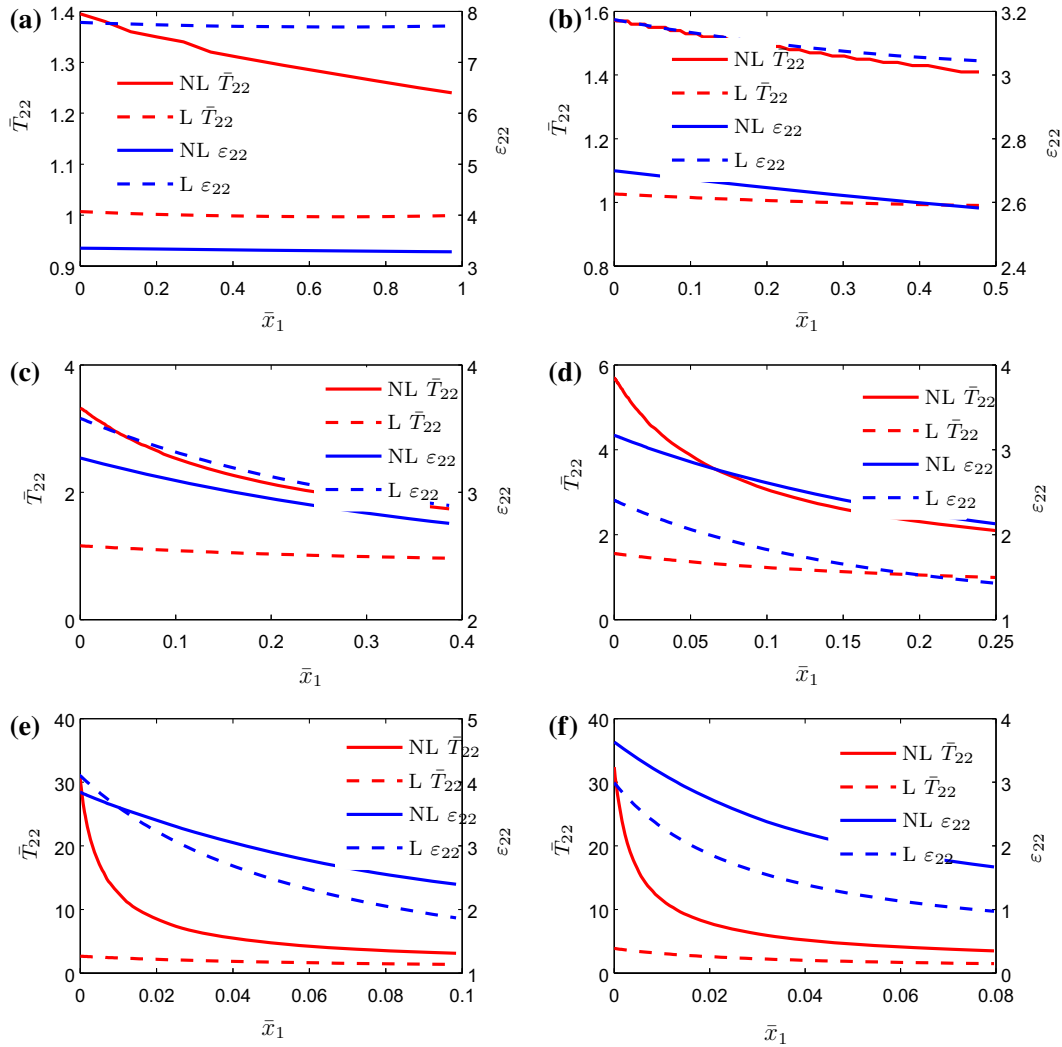 (a)
1.4
1.3
1.2
1.1
1
0.9
T̄₂₂
8
7
6
5
4
3
ε₂₂
NL T̄₂₂
L T̄₂₂
NL ε₂₂
L ε₂₂
0 0.2 0.4 0.6 0.8 1
x̄₁
(b)
1.6
1.4
1.2
1.0
0.8
T̄₂₂
3.2
3.0
2.8
2.6
2.4
ε₂₂
NL T̄₂₂
L T̄₂₂
NL ε₂₂
L ε₂₂
0 0.1 0.2 0.3 0.4 0.5
x̄₁
(c)
4
2
0
T̄₂₂
4
3
2
ε₂₂
NL T̄₂₂
L T̄₂₂
NL ε₂₂
L ε₂₂
0 0.1 0.2 0.3 0.4
x̄₁
(d)
6
4
2
0
T̄₂₂
4
3
2
1
ε₂₂
NL T̄₂₂
L T̄₂₂
NL ε₂₂
L ε₂₂
0 0.05 0.1 0.15 0.2 0.25
x̄₁
(e)
40
30
20
10
0
T̄₂₂
5
4
3
2
1
ε₂₂
NL T̄₂₂
L T̄₂₂
NL ε₂₂
L ε₂₂
0 0.02 0.04 0.06 0.08 0.1
x̄₁
(f)
40
30
20
10
0
T̄₂₂
4
3
2
1
0
ε₂₂
NL T̄₂₂
L T̄₂₂
NL ε₂₂
L ε₂₂
0 0.02 0.04 0.06 0.08
x̄₁